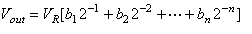 V_out = V_R[b_1 2^{-1} + b_2 2^{-2} + ⋯ + b_n 2^{-n}]